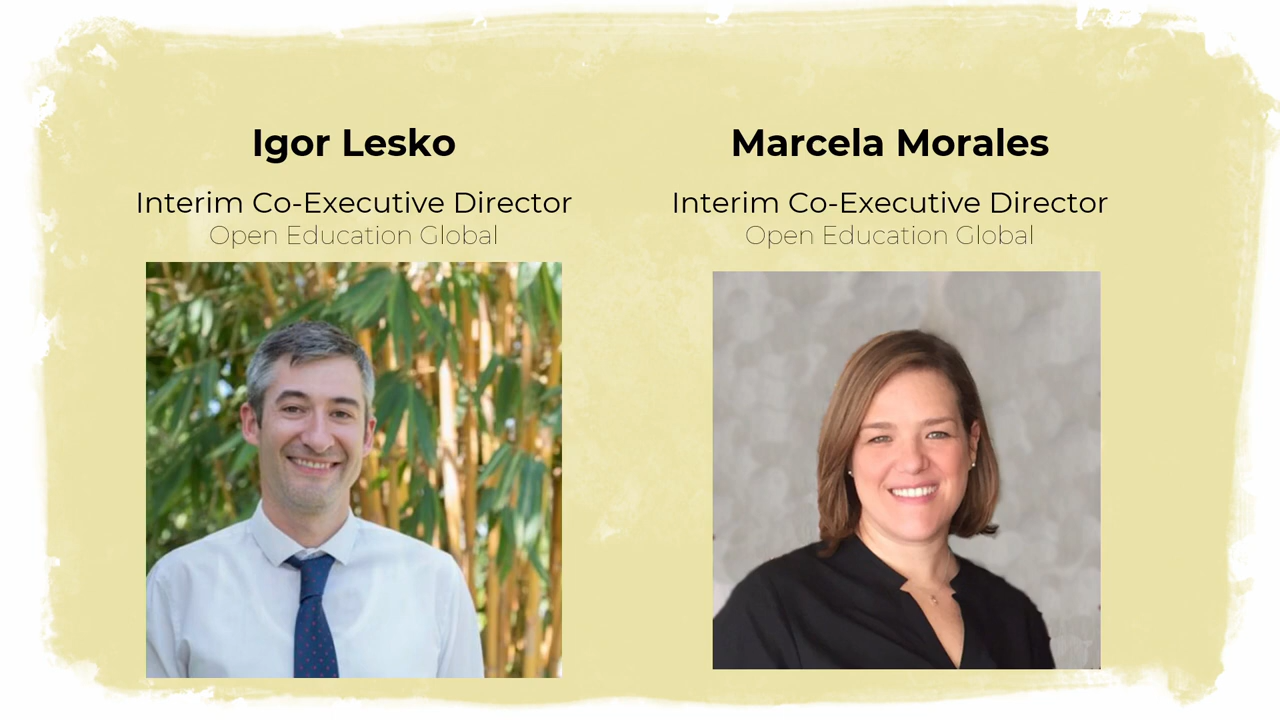 Igor Lesko
Interim Co-Executive Director
Open Education Global
Marcela Morales
Interim Co-Executive Director
Open Education Global